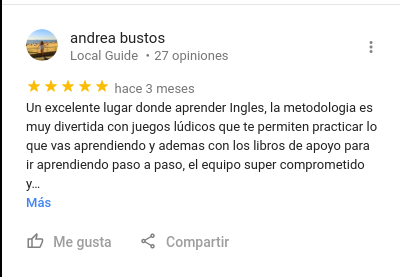 andrea bustos
Local Guide • 27 opiniones
hace 3 meses
Un excelente lugar donde aprender Ingles, la metodologia es
muy divertida con juegos lúdicos que te permiten practicar lo
que vas aprendiendo y ademas con los libros de apoyo para
ir aprendiendo paso a paso, el equipo super comprometido
y…
Más
Me gusta
Compartir